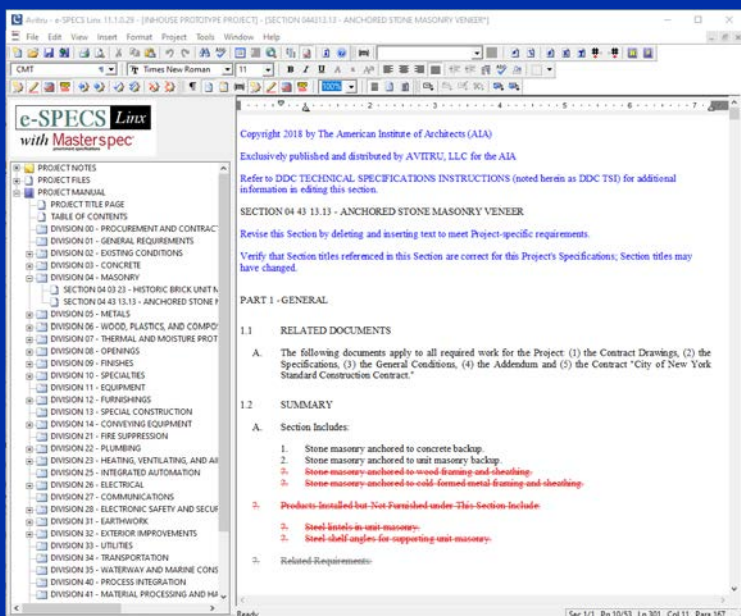 Avitru - e-SPECS Linx 11.1.0.29 - [INHOUSE PROTOTYPE PROJECT] - [SECTION 044313.13 - ANCHORED STONE MASONRY VENEER*]
File Edit View Insert Format Project Tools Window Help
CMT Times New Roman 11 B I U A
100%
e-SPECS Linx
with Masterspec
PROJECT NOTES
PROJECT FILES
PROJECT MANUAL
PROJECT TITLE PAGE
TABLE OF CONTENTS
DIVISION 00 - PROCUREMENT AND CONTRAC
DIVISION 01 - GENERAL REQUIREMENTS
DIVISION 02 - EXISTING CONDITIONS
DIVISION 03 - CONCRETE
DIVISION 04 - MASONRY
SECTION 04 03 23 - HISTORIC BRICK UNIT M
SECTION 04 43 13.13 - ANCHORED STONE
DIVISION 05 - METALS
DIVISION 06 - WOOD, PLASTICS, AND COMPO
DIVISION 07 - THERMAL AND MOISTURE PROT
DIVISION 08 - OPENINGS
DIVISION 09 - FINISHES
DIVISION 10 - SPECIALTIES
DIVISION 11 - EQUIPMENT
DIVISION 12 - FURNISHINGS
DIVISION 13 - SPECIAL CONSTRUCTION
DIVISION 14 - CONVEYING EQUIPMENT
DIVISION 21 - FIRE SUPPRESSION
DIVISION 22 - PLUMBING
DIVISION 23 - HEATING, VENTILATING, AND AI
DIVISION 25 - INTEGRATED AUTOMATION
DIVISION 26 - ELECTRICAL
DIVISION 27 - COMMUNICATIONS
DIVISION 28 - ELECTRONIC SAFETY AND SECUR
DIVISION 31 - EARTHWORK
DIVISION 32 - EXTERIOR IMPROVEMENTS
DIVISION 33 - UTILITIES
DIVISION 34 - TRANSPORTATION
DIVISION 35 - WATERWAY AND MARINE CONS
DIVISION 40 - PROCESS INTEGRATION
DIVISION 41 - MATERIAL PROCESSING AND HA
Copyright 2018 by The American Institute of Architects (AIA)
Exclusively published and distributed by AVITRU, LLC for the AIA
Refer to DDC TECHNICAL SPECIFICATIONS INSTRUCTIONS (noted herein as DDC TSI) for additional
information in editing this section.
SECTION 04 43 13.13 - ANCHORED STONE MASONRY VENEER
Revise this Section by deleting and inserting text to meet Project-specific requirements.
Verify that Section titles referenced in this Section are correct for this Project's Specifications; Section titles may
have changed.
PART 1 - GENERAL
1.1 RELATED DOCUMENTS
A. The following documents apply to all required work for the Project: (1) the Contract Drawings, (2) the
Specifications, (3) the General Conditions, (4) the Addendum and (5) the Contract "City of New York
Standard Construction Contract."
1.2 SUMMARY
A. Section Includes:
1. Stone masonry anchored to concrete backup.
2. Stone masonry anchored to unit masonry backup.
?. Stone masonry anchored to wood framing and sheathing.
?. Stone masonry anchored to cold-formed metal framing and sheathing.
?. Products Installed but Not Furnished under This Section Include:
?. Steel lintels in unit masonry.
?. Steel shelf angles for supporting unit masonry.
?. Related Requirements:
Ready Sec 1/1 Pg 10/53 Ln 301 Col 11 Para 167